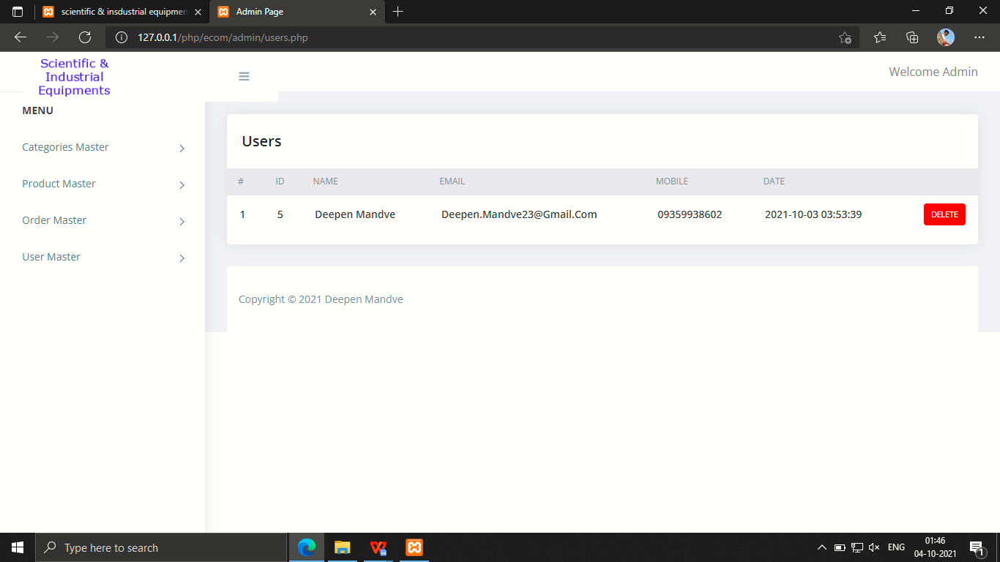 scientific & insdustrial equipmen
Admin Page
127.0.0.1/php/ecom/admin/users.php
Scientific &
Industrial
Equipments
Welcome Admin
MENU
Categories Master
Product Master
Order Master
User Master
Users
# ID NAME EMAIL MOBILE DATE
1 5 Deepen Mandve Deepen.Mandve23@Gmail.Com 09359938602 2021-10-03 03:53:39 DELETE
Copyright © 2021 Deepen Mandve
Type here to search
ENG
01:46
04-10-2021
1